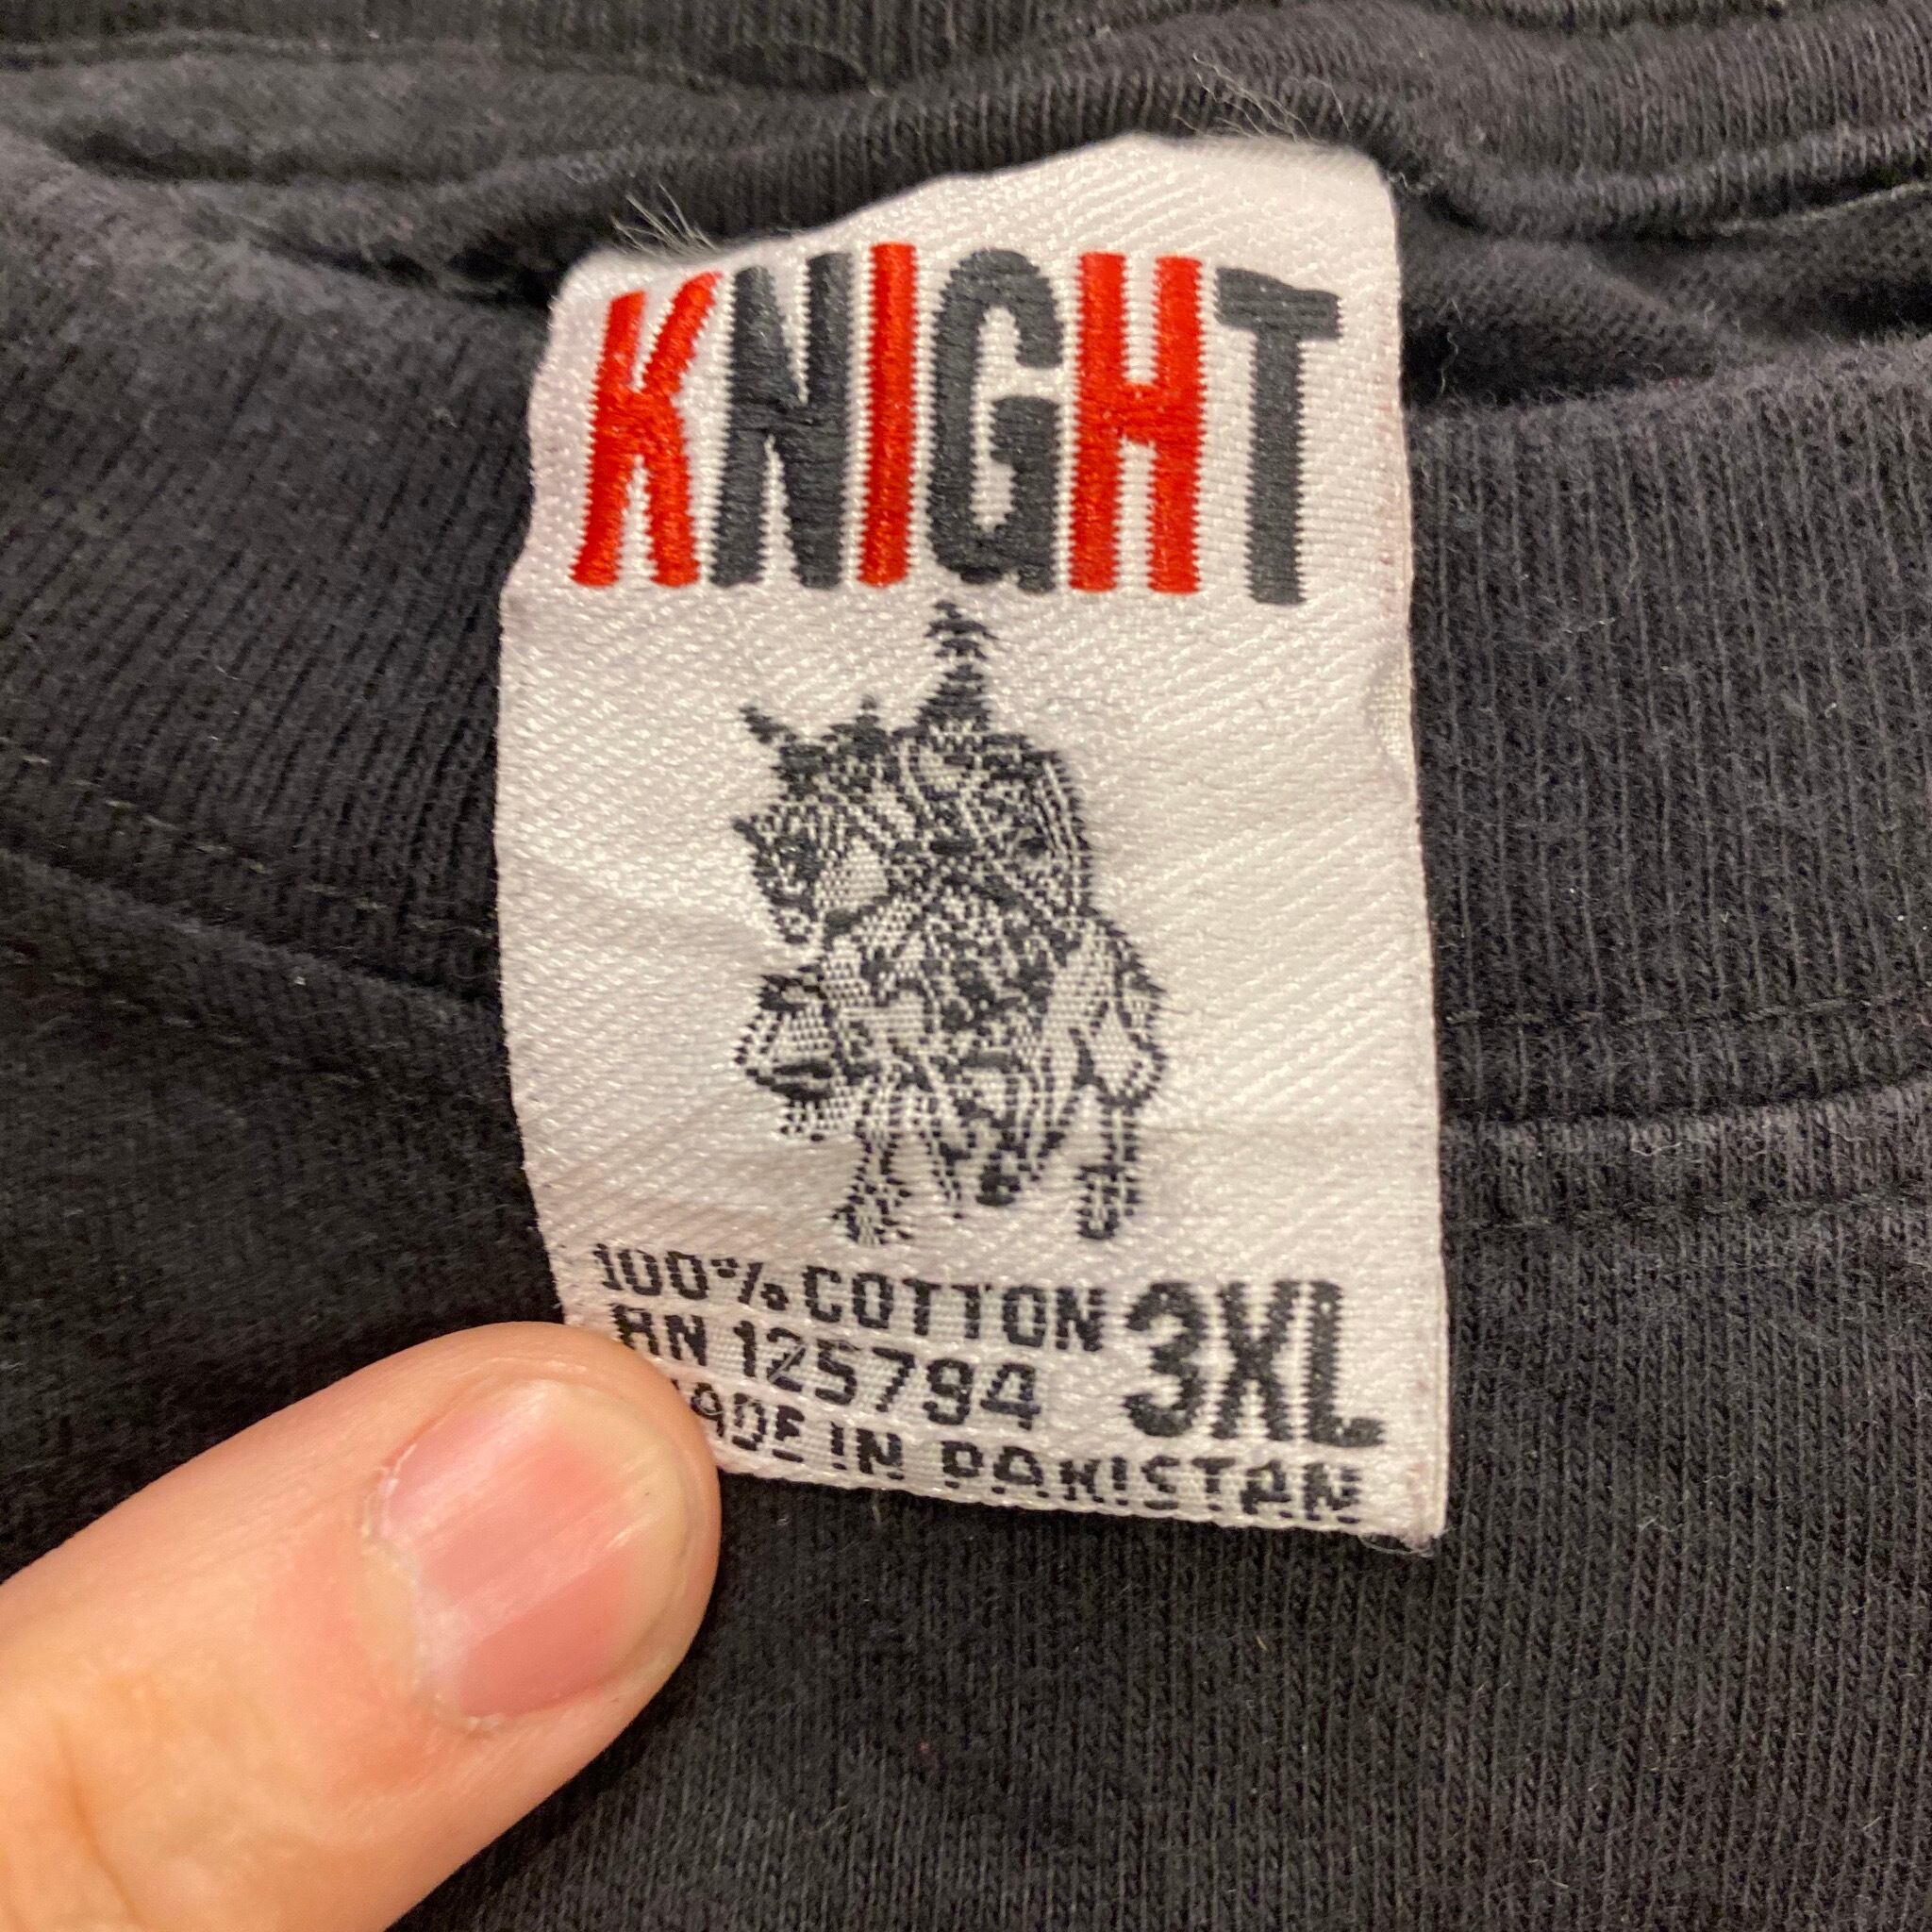 KNIGHT
100% COTTON 3XL
RN 125794
MADE IN PAKISTAN